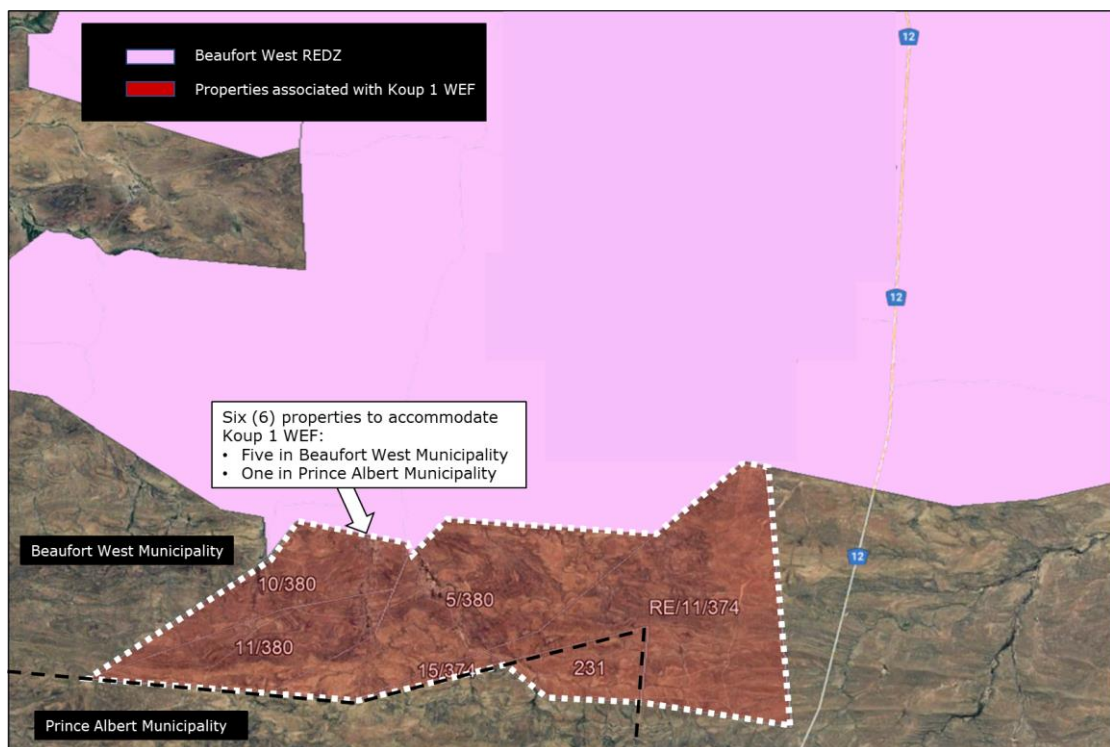 Beaufort West REDZ
Properties associated with Koup 1 WEF
12
12
Six (6) properties to accommodate
Koup 1 WEF:
• Five in Beaufort West Municipality
• One in Prince Albert Municipality
Beaufort West Municipality
12
10/380
5/380
RE/11/374
11/380
15/374
231
Prince Albert Municipality